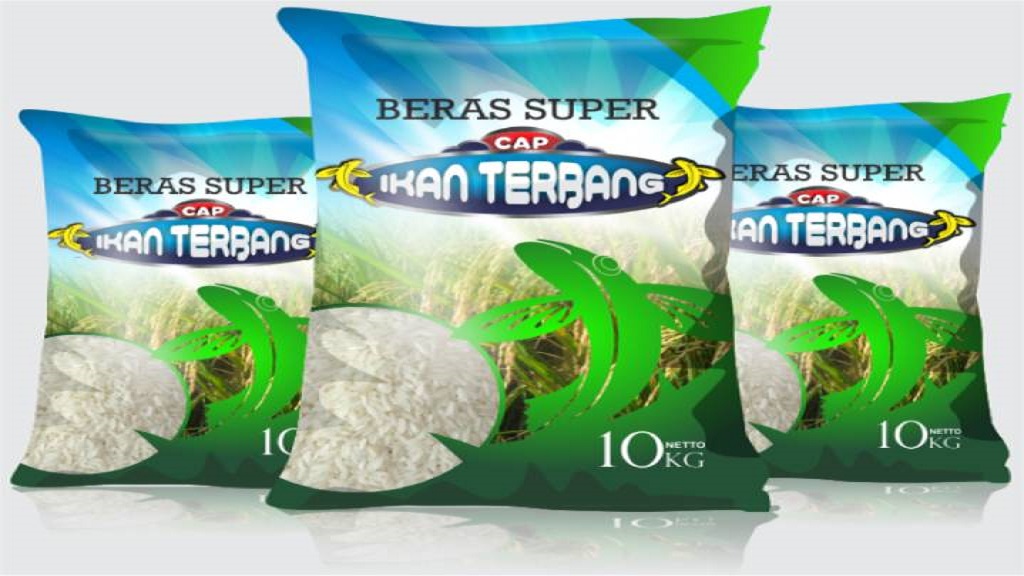 BERAS SUPER
CAP
IKAN TERBANG
10 NETTO KG
BERAS SUPER
CAP
IKAN TERBANG
10
ERAS SUPER
CAP
KAN TERBANG
10 NETTO KG